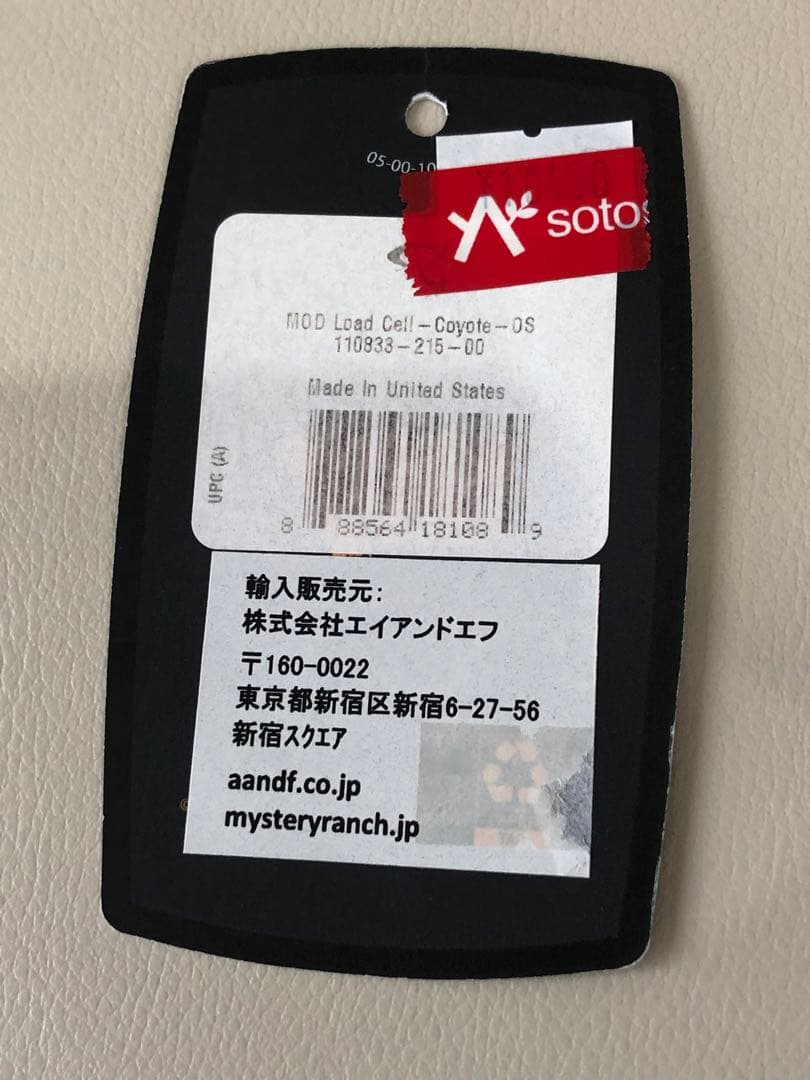 05-00-10
soto
MOD Load Cell-Coyote-OS
110833-215-00
Made In United States
UPC (A)
8 88564 18108 9
輸入販売元:
株式会社エイアンドエフ
〒160-0022
東京都新宿区新宿6-27-56
新宿スクエア
aandf.co.jp
mysteryranch.jp